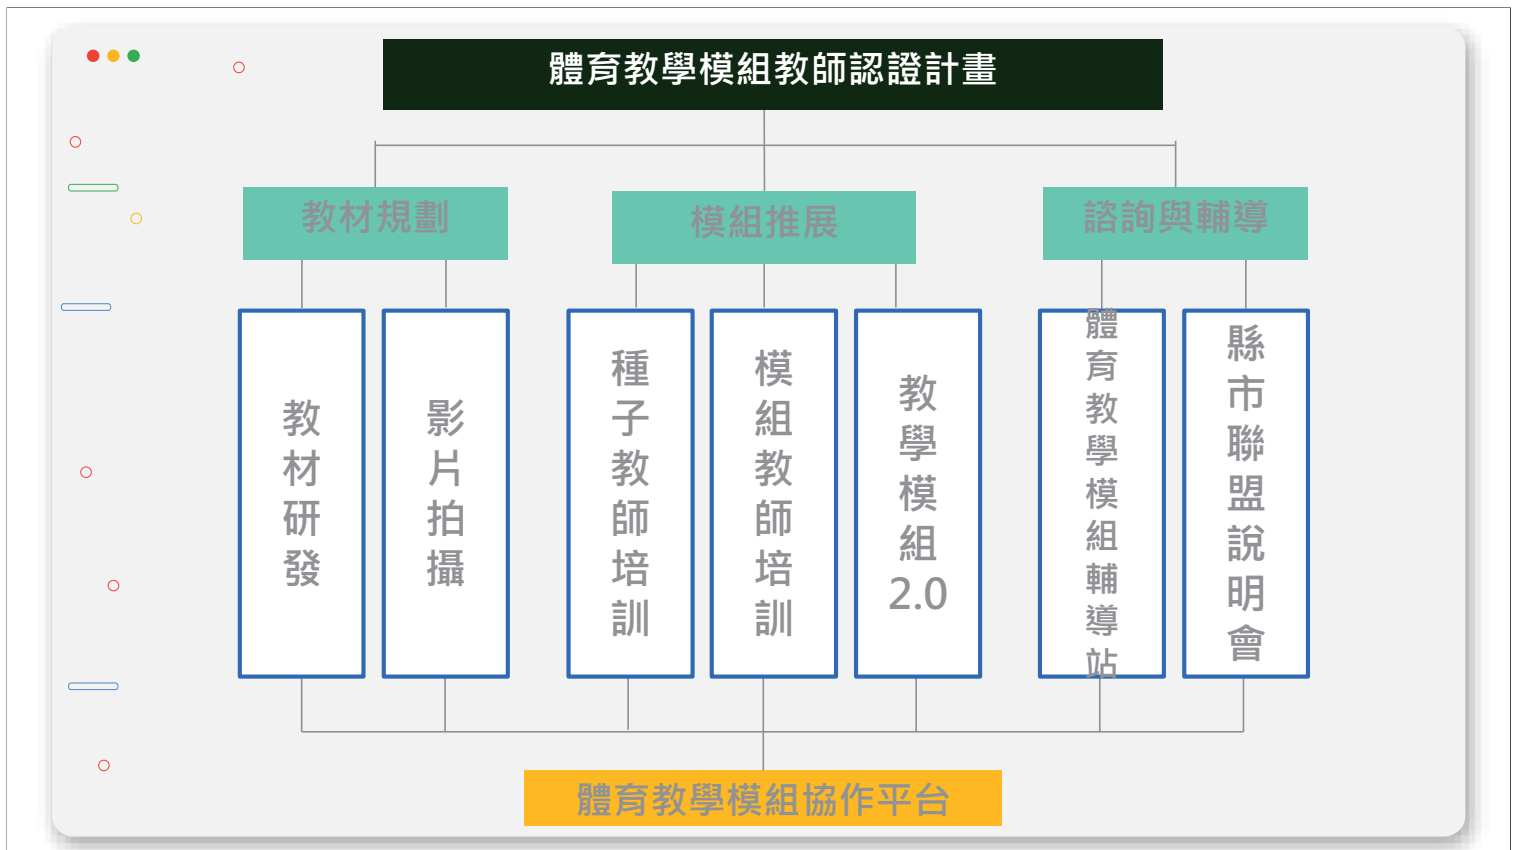 體育教學模組教師認證計畫
教材規劃
模組推展
諮詢與輔導
教材研發
影片拍攝
種子教師培訓
模組教師培訓
教學模組2.0
體育教學模組輔導站
縣市聯盟說明會
體育教學模組協作平台